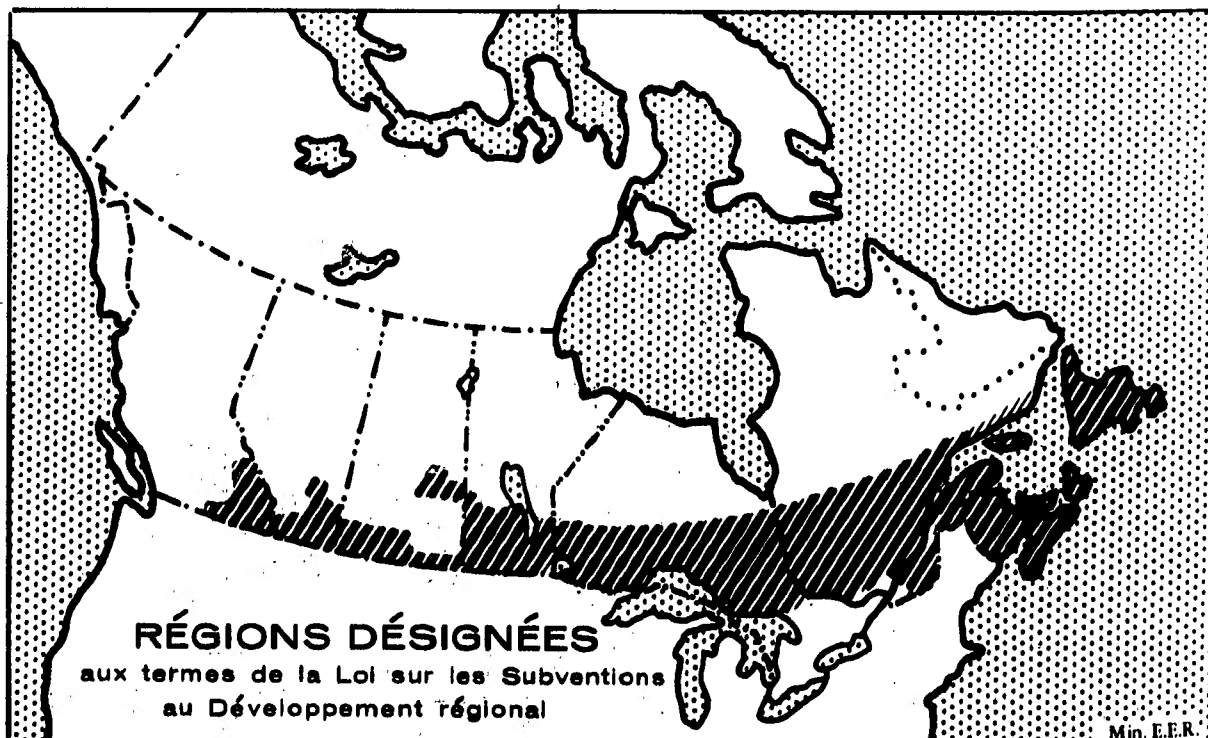 RÉGIONS DÉSIGNÉES
aux termes de la Loi sur les Subventions
au Développement régional
Min. E.E.R.